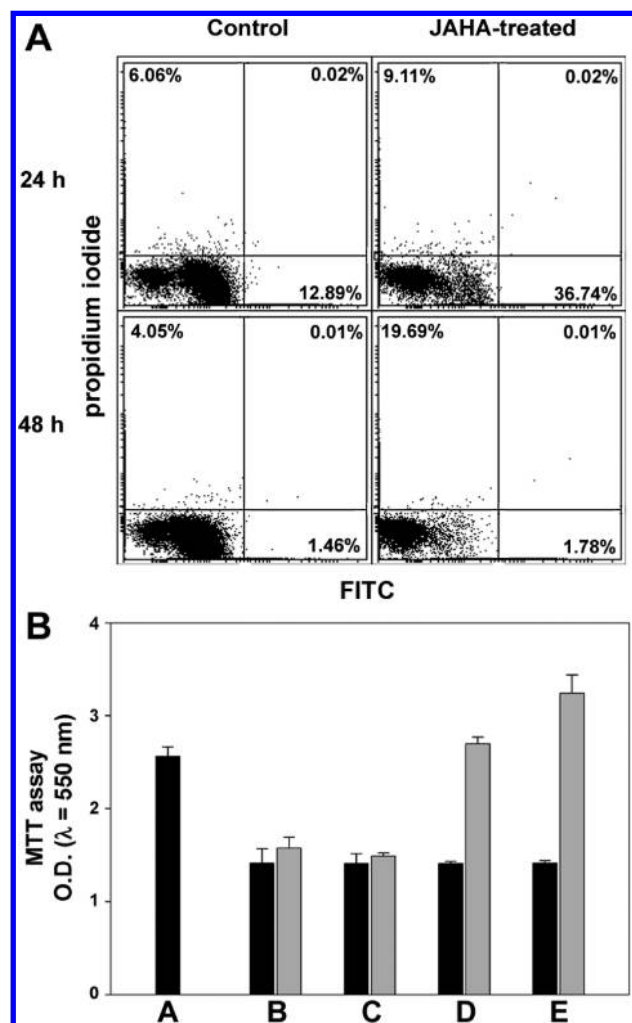 A
Control JAHA-treated
6.06% 0.02% 9.11% 0.02%
24 h
12.89% 36.74%
propidium iodide
4.05% 0.01% 19.69% 0.01%
48 h
1.46% 1.78%
FITC
B
4
3
2
1
0
MTT assay
O.D. (λ = 550 nm)
A B C D E